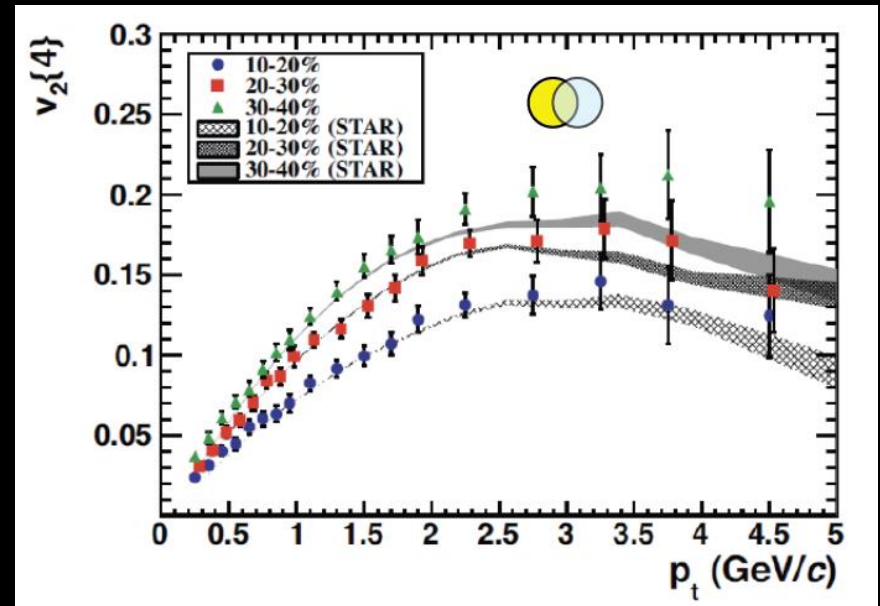 v₂{4}
0.3
0.25
0.2
0.15
0.1
0.05
10-20%
20-30%
30-40%
10-20% (STAR)
20-30% (STAR)
30-40% (STAR)
0 0.5 1 1.5 2 2.5 3 3.5 4 4.5 5
pₜ (GeV/c)